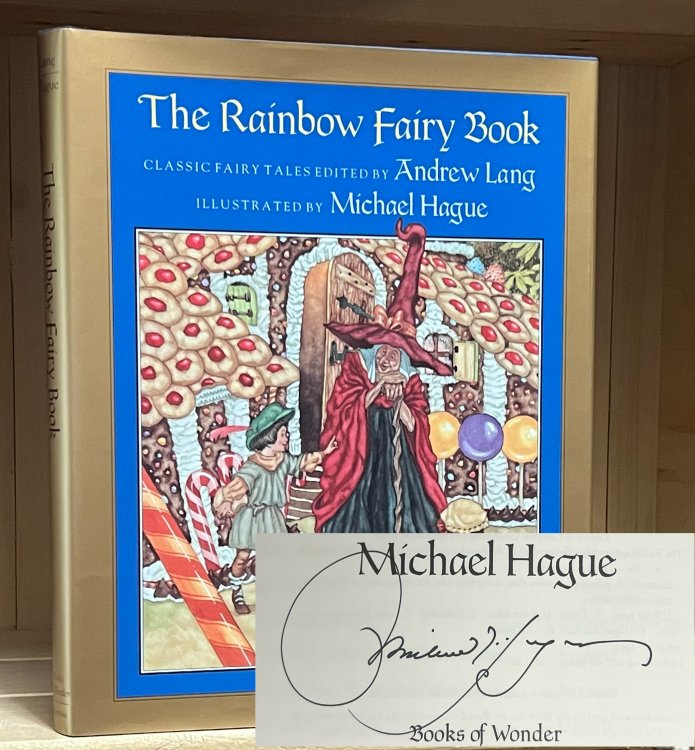 The Rainbow Fairy Book
CLASSIC FAIRY TALES EDITED BY Andrew Lang
ILLUSTRATED BY Michael Hague
Lang
Hague
The Rainbow Fairy Book
Michael Hague
Books of Wonder